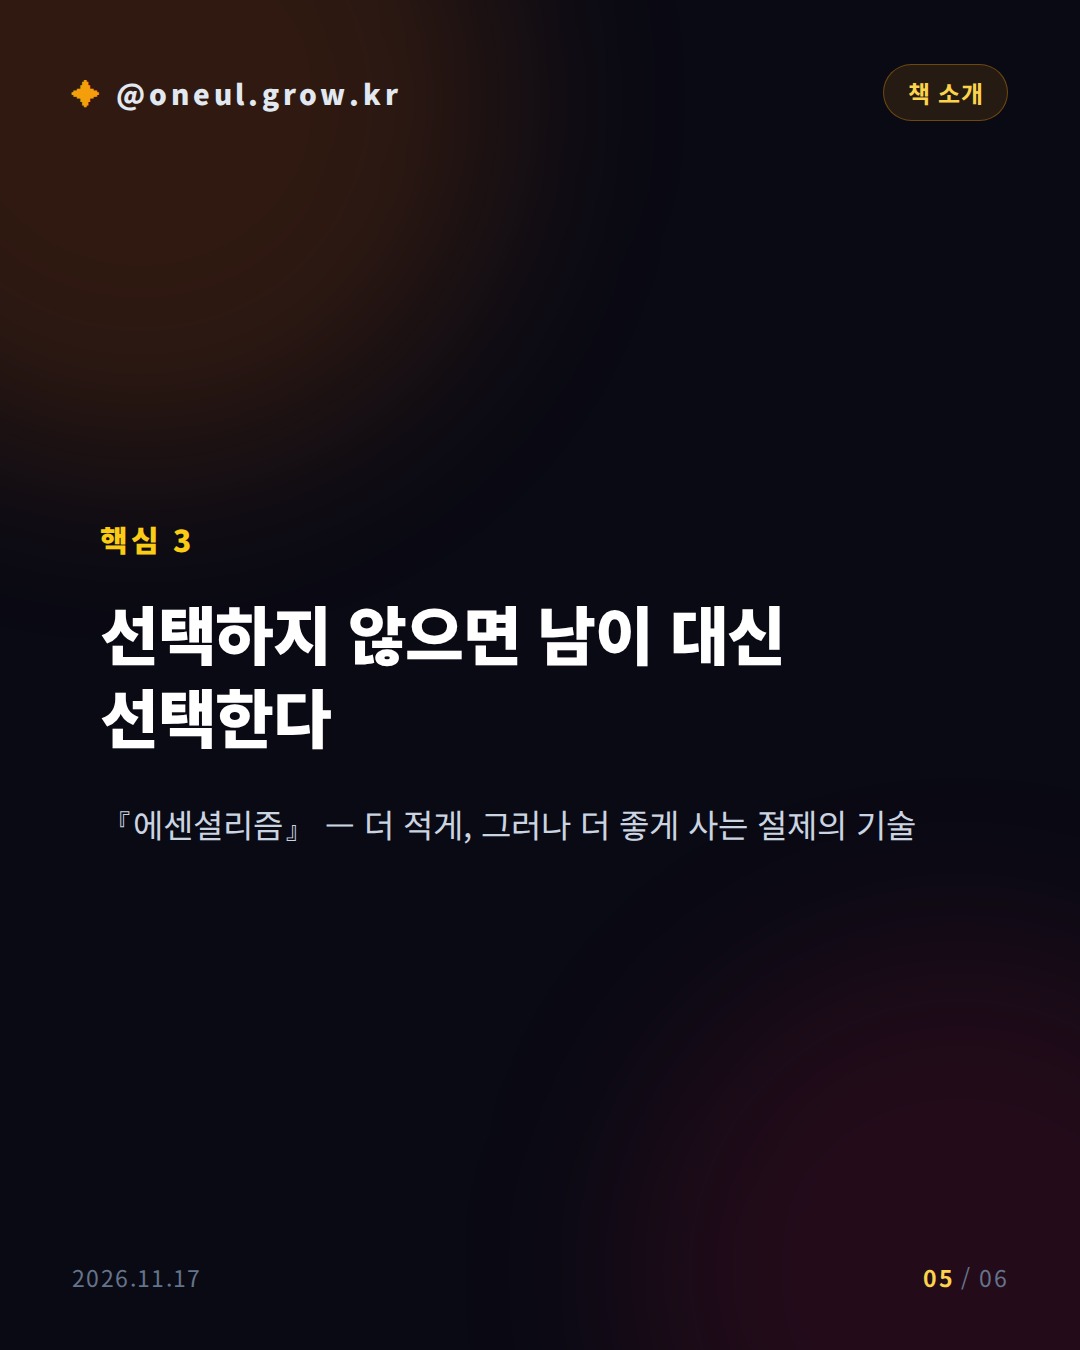 @oneul.grow.kr
책 소개
핵심 3
선택하지 않으면 남이 대신
선택한다
『에센셜리즘』 — 더 적게, 그러나 더 좋게 사는 절제의 기술
2026.11.17
05 / 06